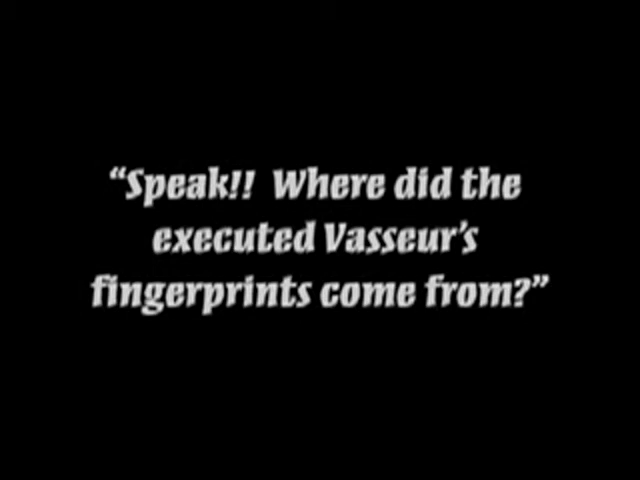 “Speak!!  Where did the
executed Vasseur’s
fingerprints come from?”